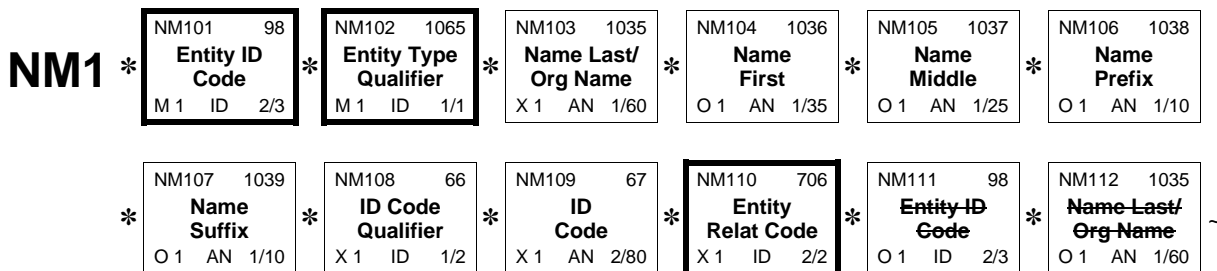 NM101 98 NM102 1065 NM103 1035 NM104 1036 NM105 1037 NM106 1038
NM1 * Entity ID Code * Entity Type Qualifier * Name Last/ Org Name * Name First * Name Middle * Name Prefix
M 1 ID 2/3 M 1 ID 1/1 X 1 AN 1/60 O 1 AN 1/35 O 1 AN 1/25 O 1 AN 1/10
NM107 1039 NM108 66 NM109 67 NM110 706 NM111 98 NM112 1035
* Name Suffix * ID Code Qualifier * ID Code * Entity Relat Code * Entity ID Code * Name Last/ Org Name ~
O 1 AN 1/10 X 1 ID 1/2 X 1 AN 2/80 X 1 ID 2/2 O 1 ID 2/3 O 1 AN 1/60